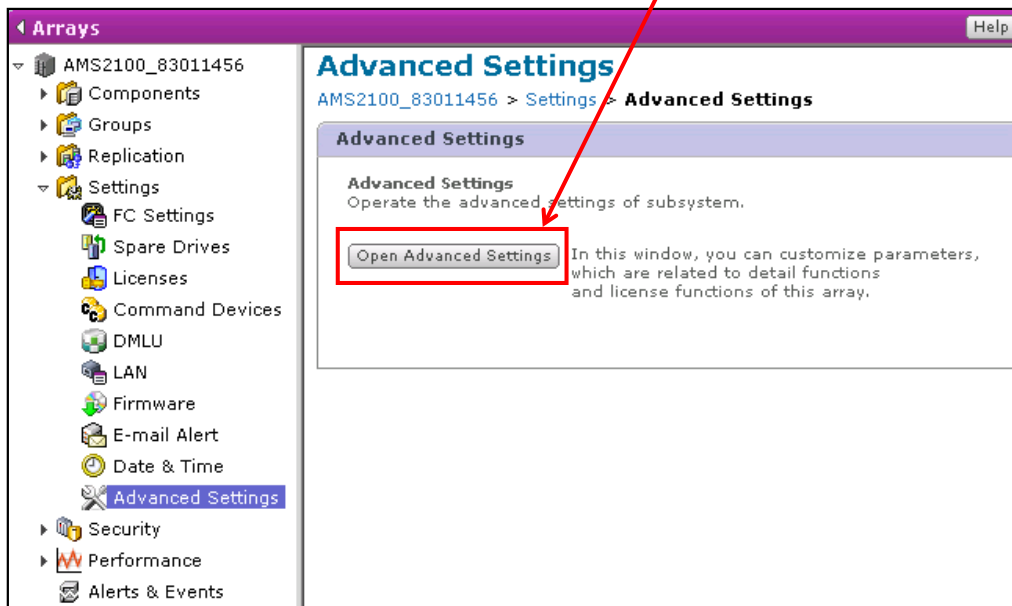 Arrays
Help
AMS2100_83011456
Components
Groups
Replication
Settings
FC Settings
Spare Drives
Licenses
Command Devices
DMLU
LAN
Firmware
E-mail Alert
Date & Time
Advanced Settings
Security
Performance
Alerts & Events
Advanced Settings
AMS2100_83011456 > Settings > Advanced Settings
Advanced Settings
Advanced Settings
Operate the advanced settings of subsystem.
Open Advanced Settings
In this window, you can customize parameters,
which are related to detail functions
and license functions of this array.